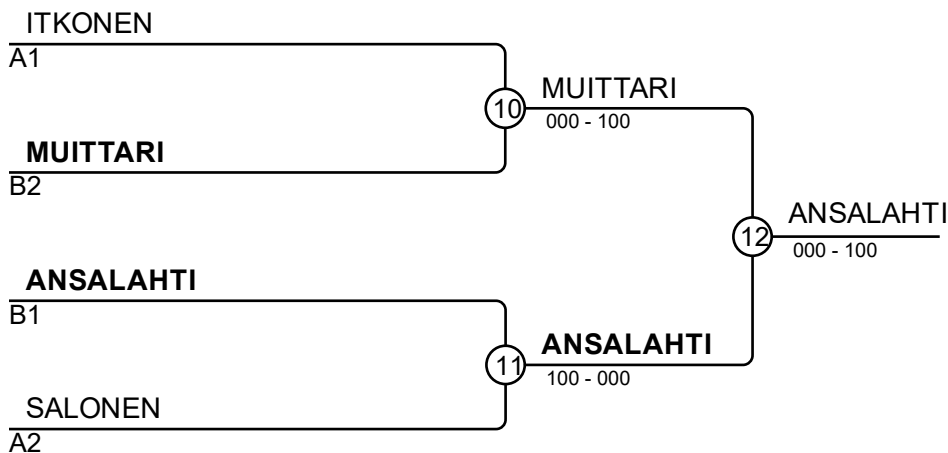 ITKONEN
A1
10
MUITTARI
000 - 100
MUITTARI
B2
12
ANSALAHTI
000 - 100
ANSALAHTI
B1
11
ANSALAHTI
100 - 000
SALONEN
A2